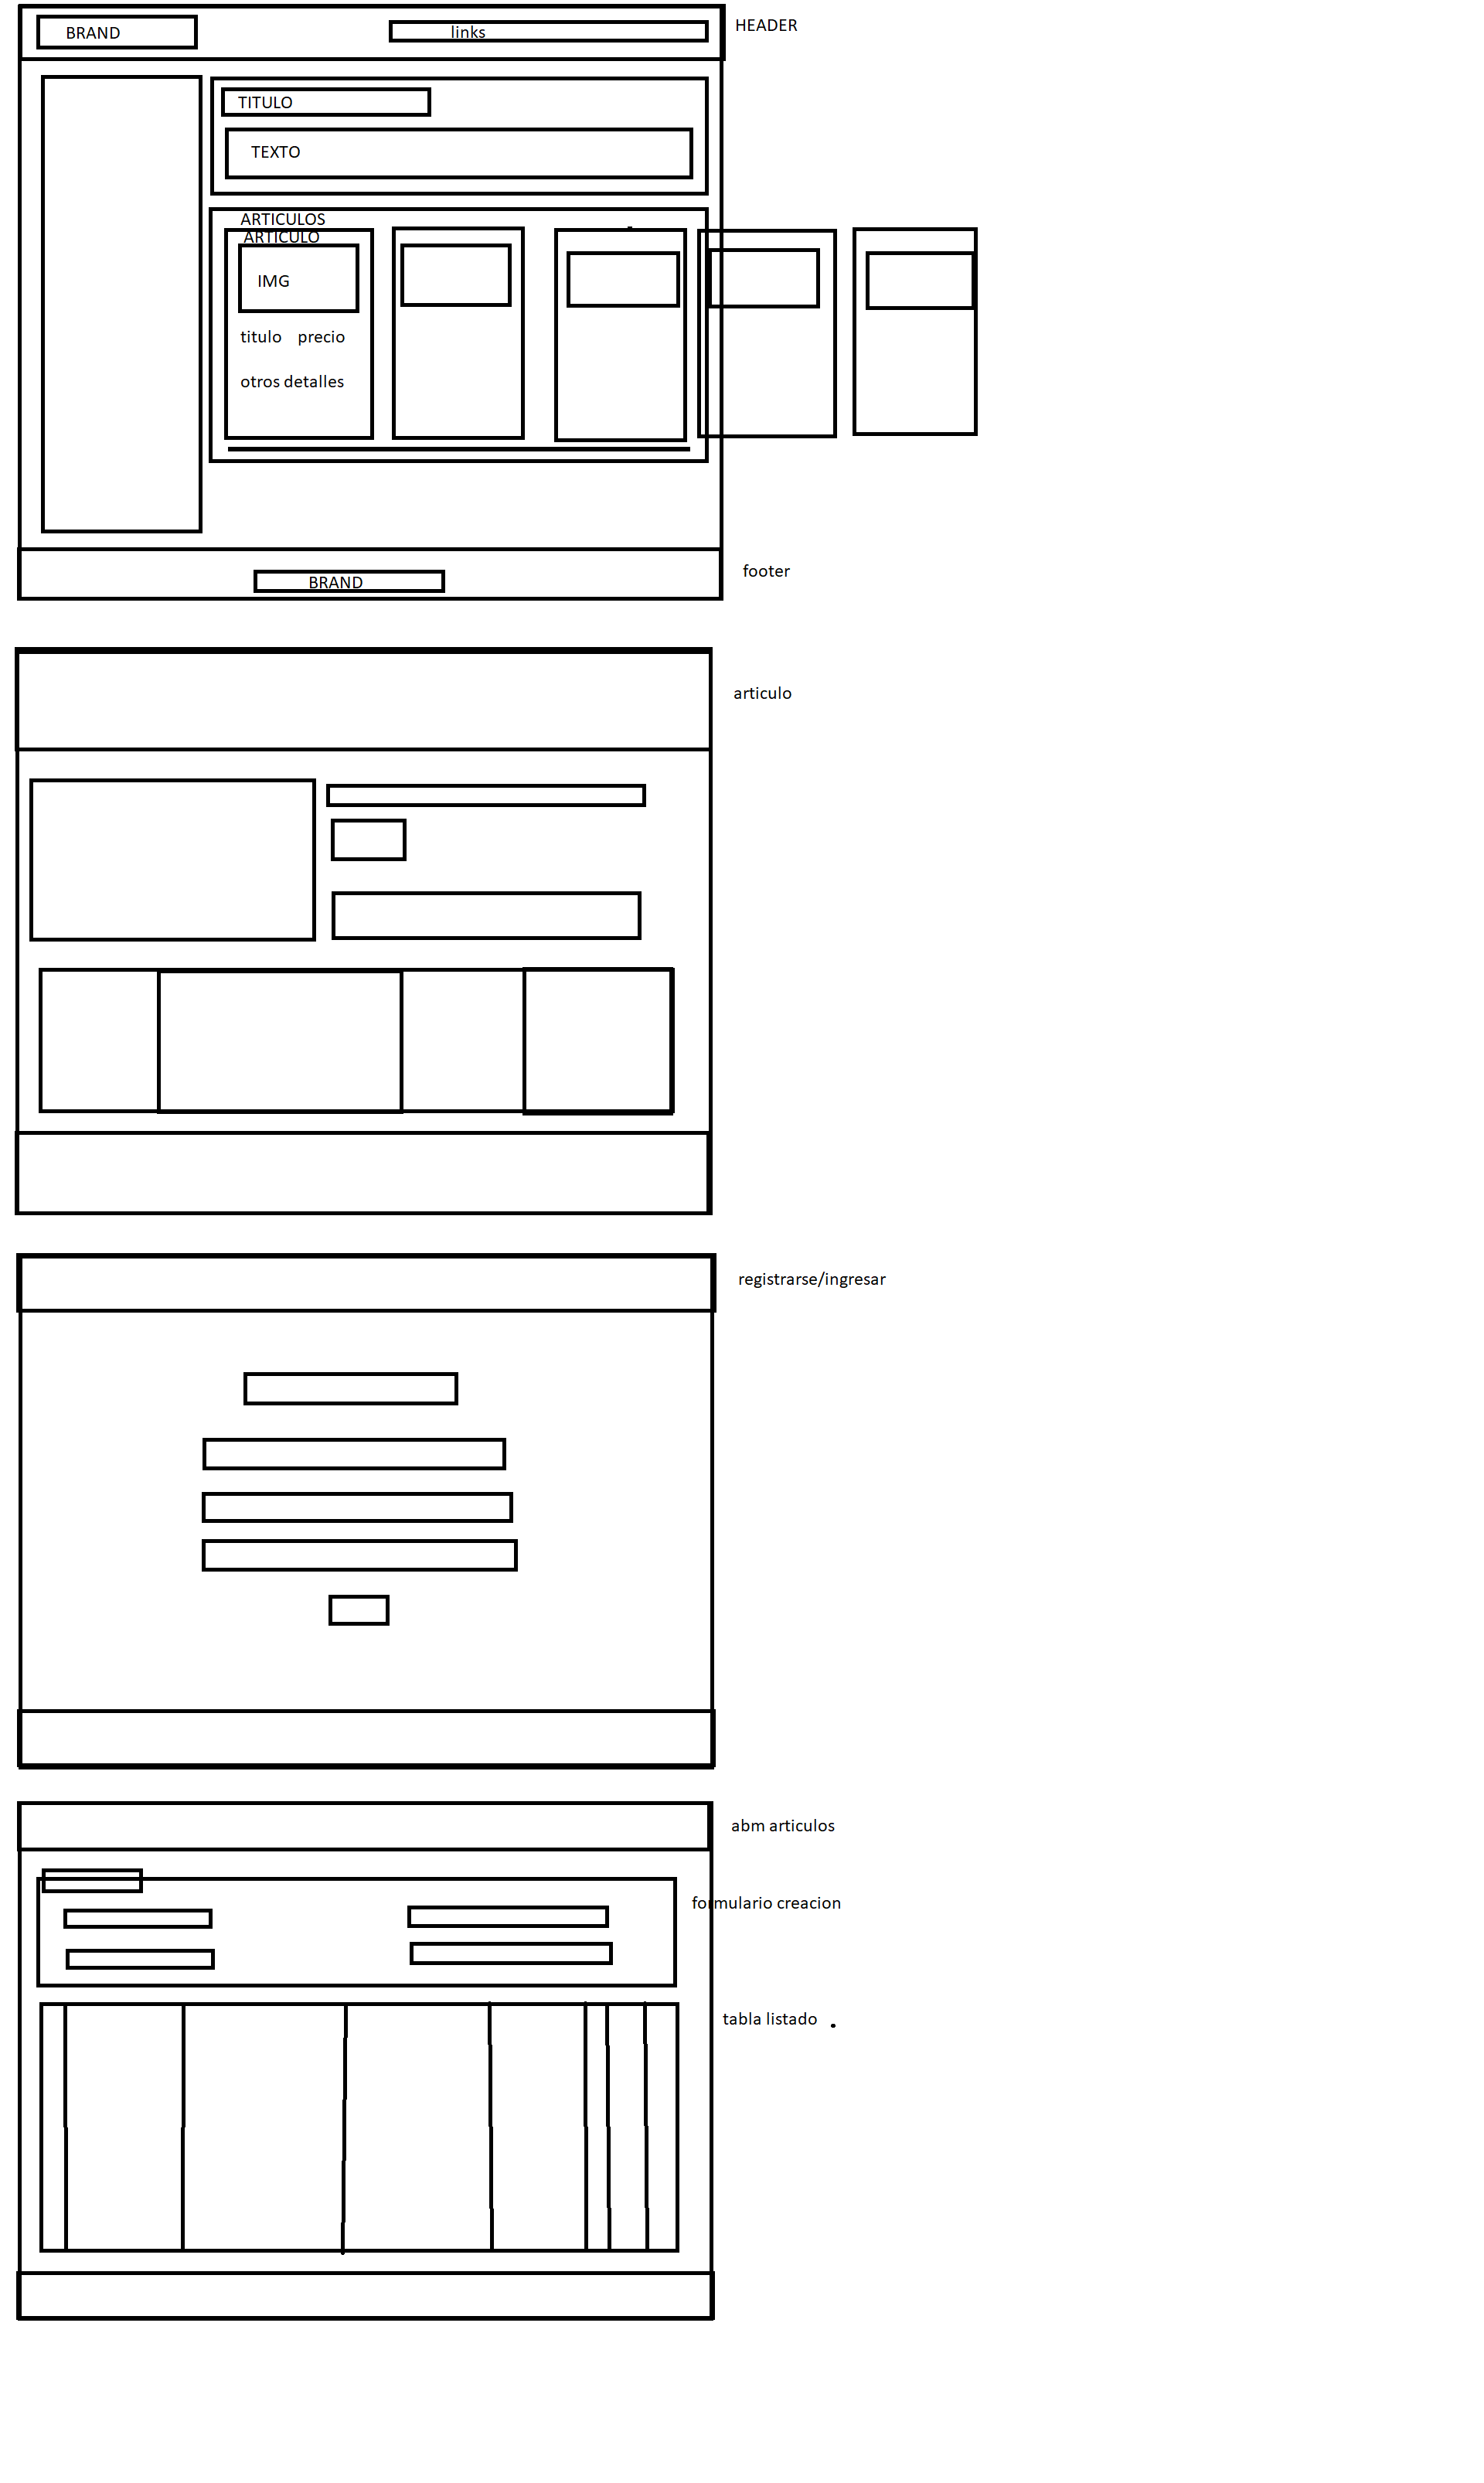 BRAND
links
HEADER
TITULO
TEXTO
ARTICULOS
ARTICULO
IMG
titulo precio
otros detalles
BRAND
footer
articulo
registrarse/ingresar
abm articulos
formulario creacion
tabla listado